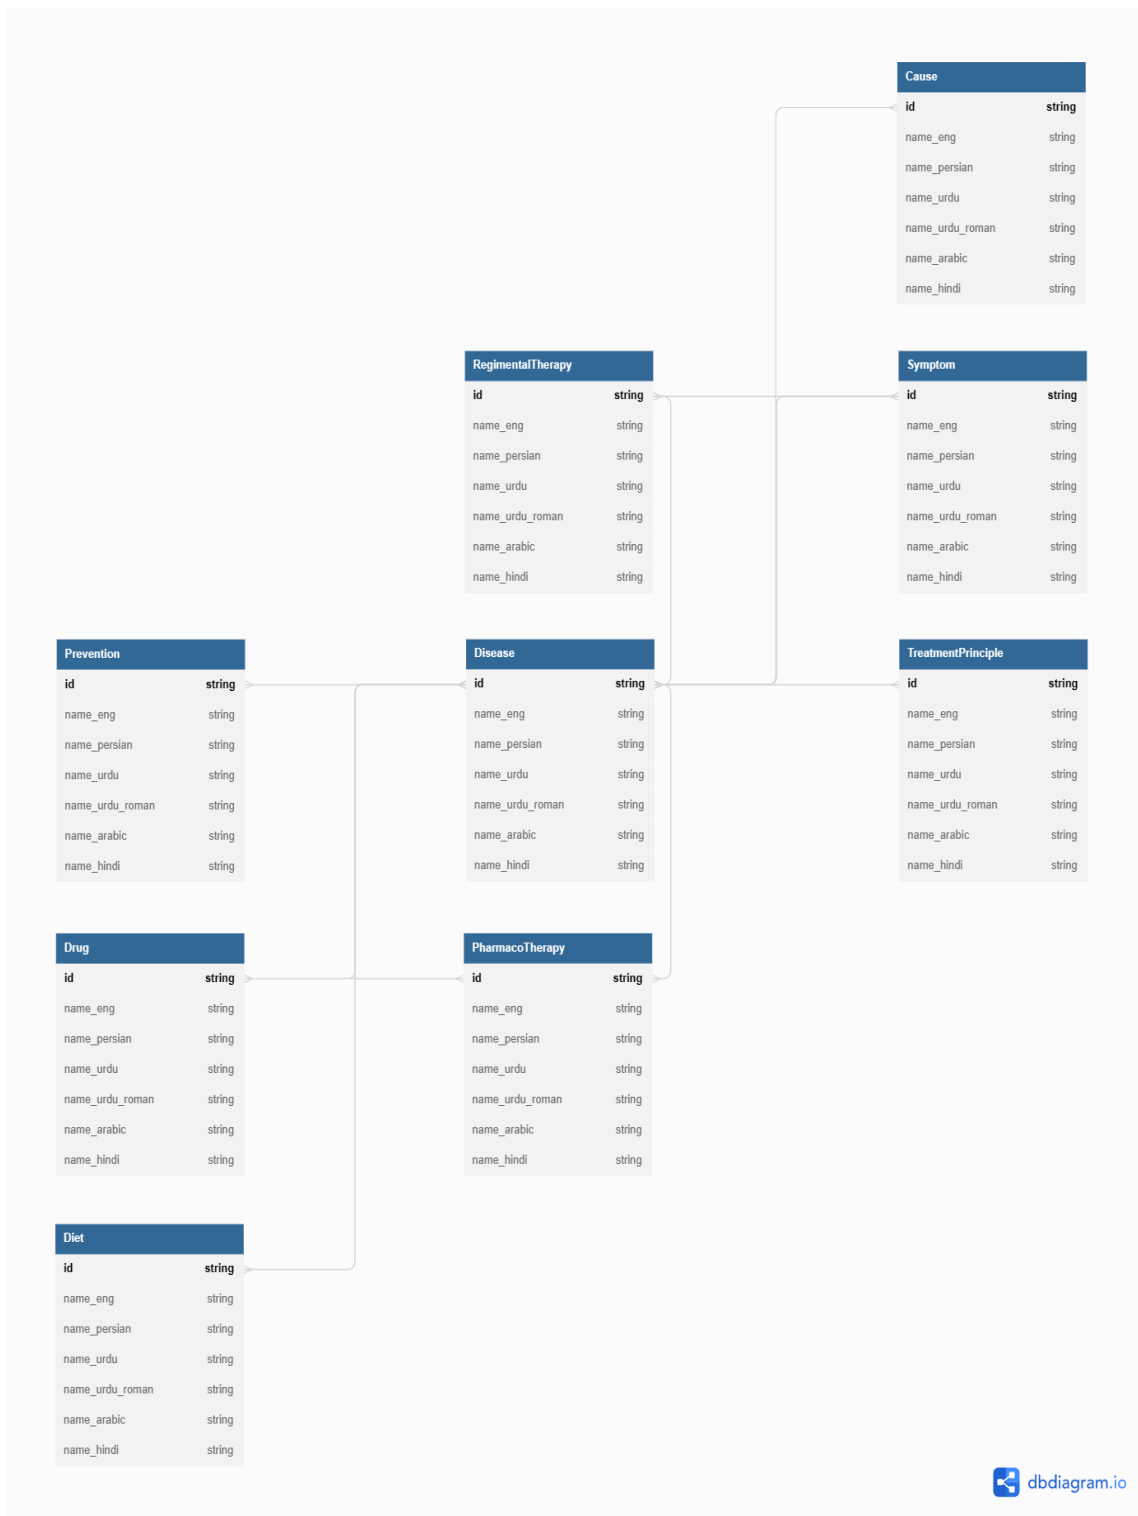 Cause
id string
name_eng string
name_persian string
name_urdu string
name_urdu_roman string
name_arabic string
name_hindi string
RegimentalTherapy
id string
name_eng string
name_persian string
name_urdu string
name_urdu_roman string
name_arabic string
name_hindi string
Symptom
id string
name_eng string
name_persian string
name_urdu string
name_urdu_roman string
name_arabic string
name_hindi string
Prevention
id string
name_eng string
name_persian string
name_urdu string
name_urdu_roman string
name_arabic string
name_hindi string
Disease
id string
name_eng string
name_persian string
name_urdu string
name_urdu_roman string
name_arabic string
name_hindi string
TreatmentPrinciple
id string
name_eng string
name_persian string
name_urdu string
name_urdu_roman string
name_arabic string
name_hindi string
Drug
id string
name_eng string
name_persian string
name_urdu string
name_urdu_roman string
name_arabic string
name_hindi string
PharmacoTherapy
id string
name_eng string
name_persian string
name_urdu string
name_urdu_roman string
name_arabic string
name_hindi string
Diet
id string
name_eng string
name_persian string
name_urdu string
name_urdu_roman string
name_arabic string
name_hindi string
dbdiagram.io